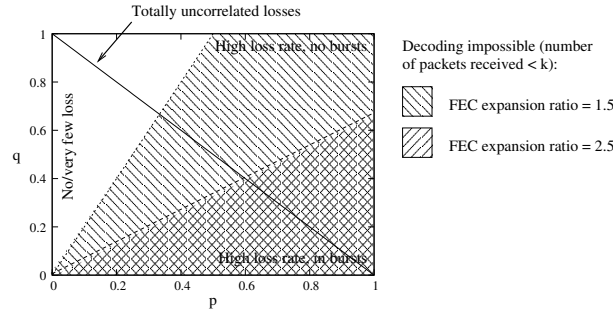 Totally uncorrelated losses
1
0.8
0.6
0.4
0.2
0
q
No/very few loss
High loss rate, no bursts
High loss rate, in bursts
0
0.2
0.4
0.6
0.8
1
p
Decoding impossible (number
of packets received < k):
FEC expansion ratio = 1.5
FEC expansion ratio = 2.5